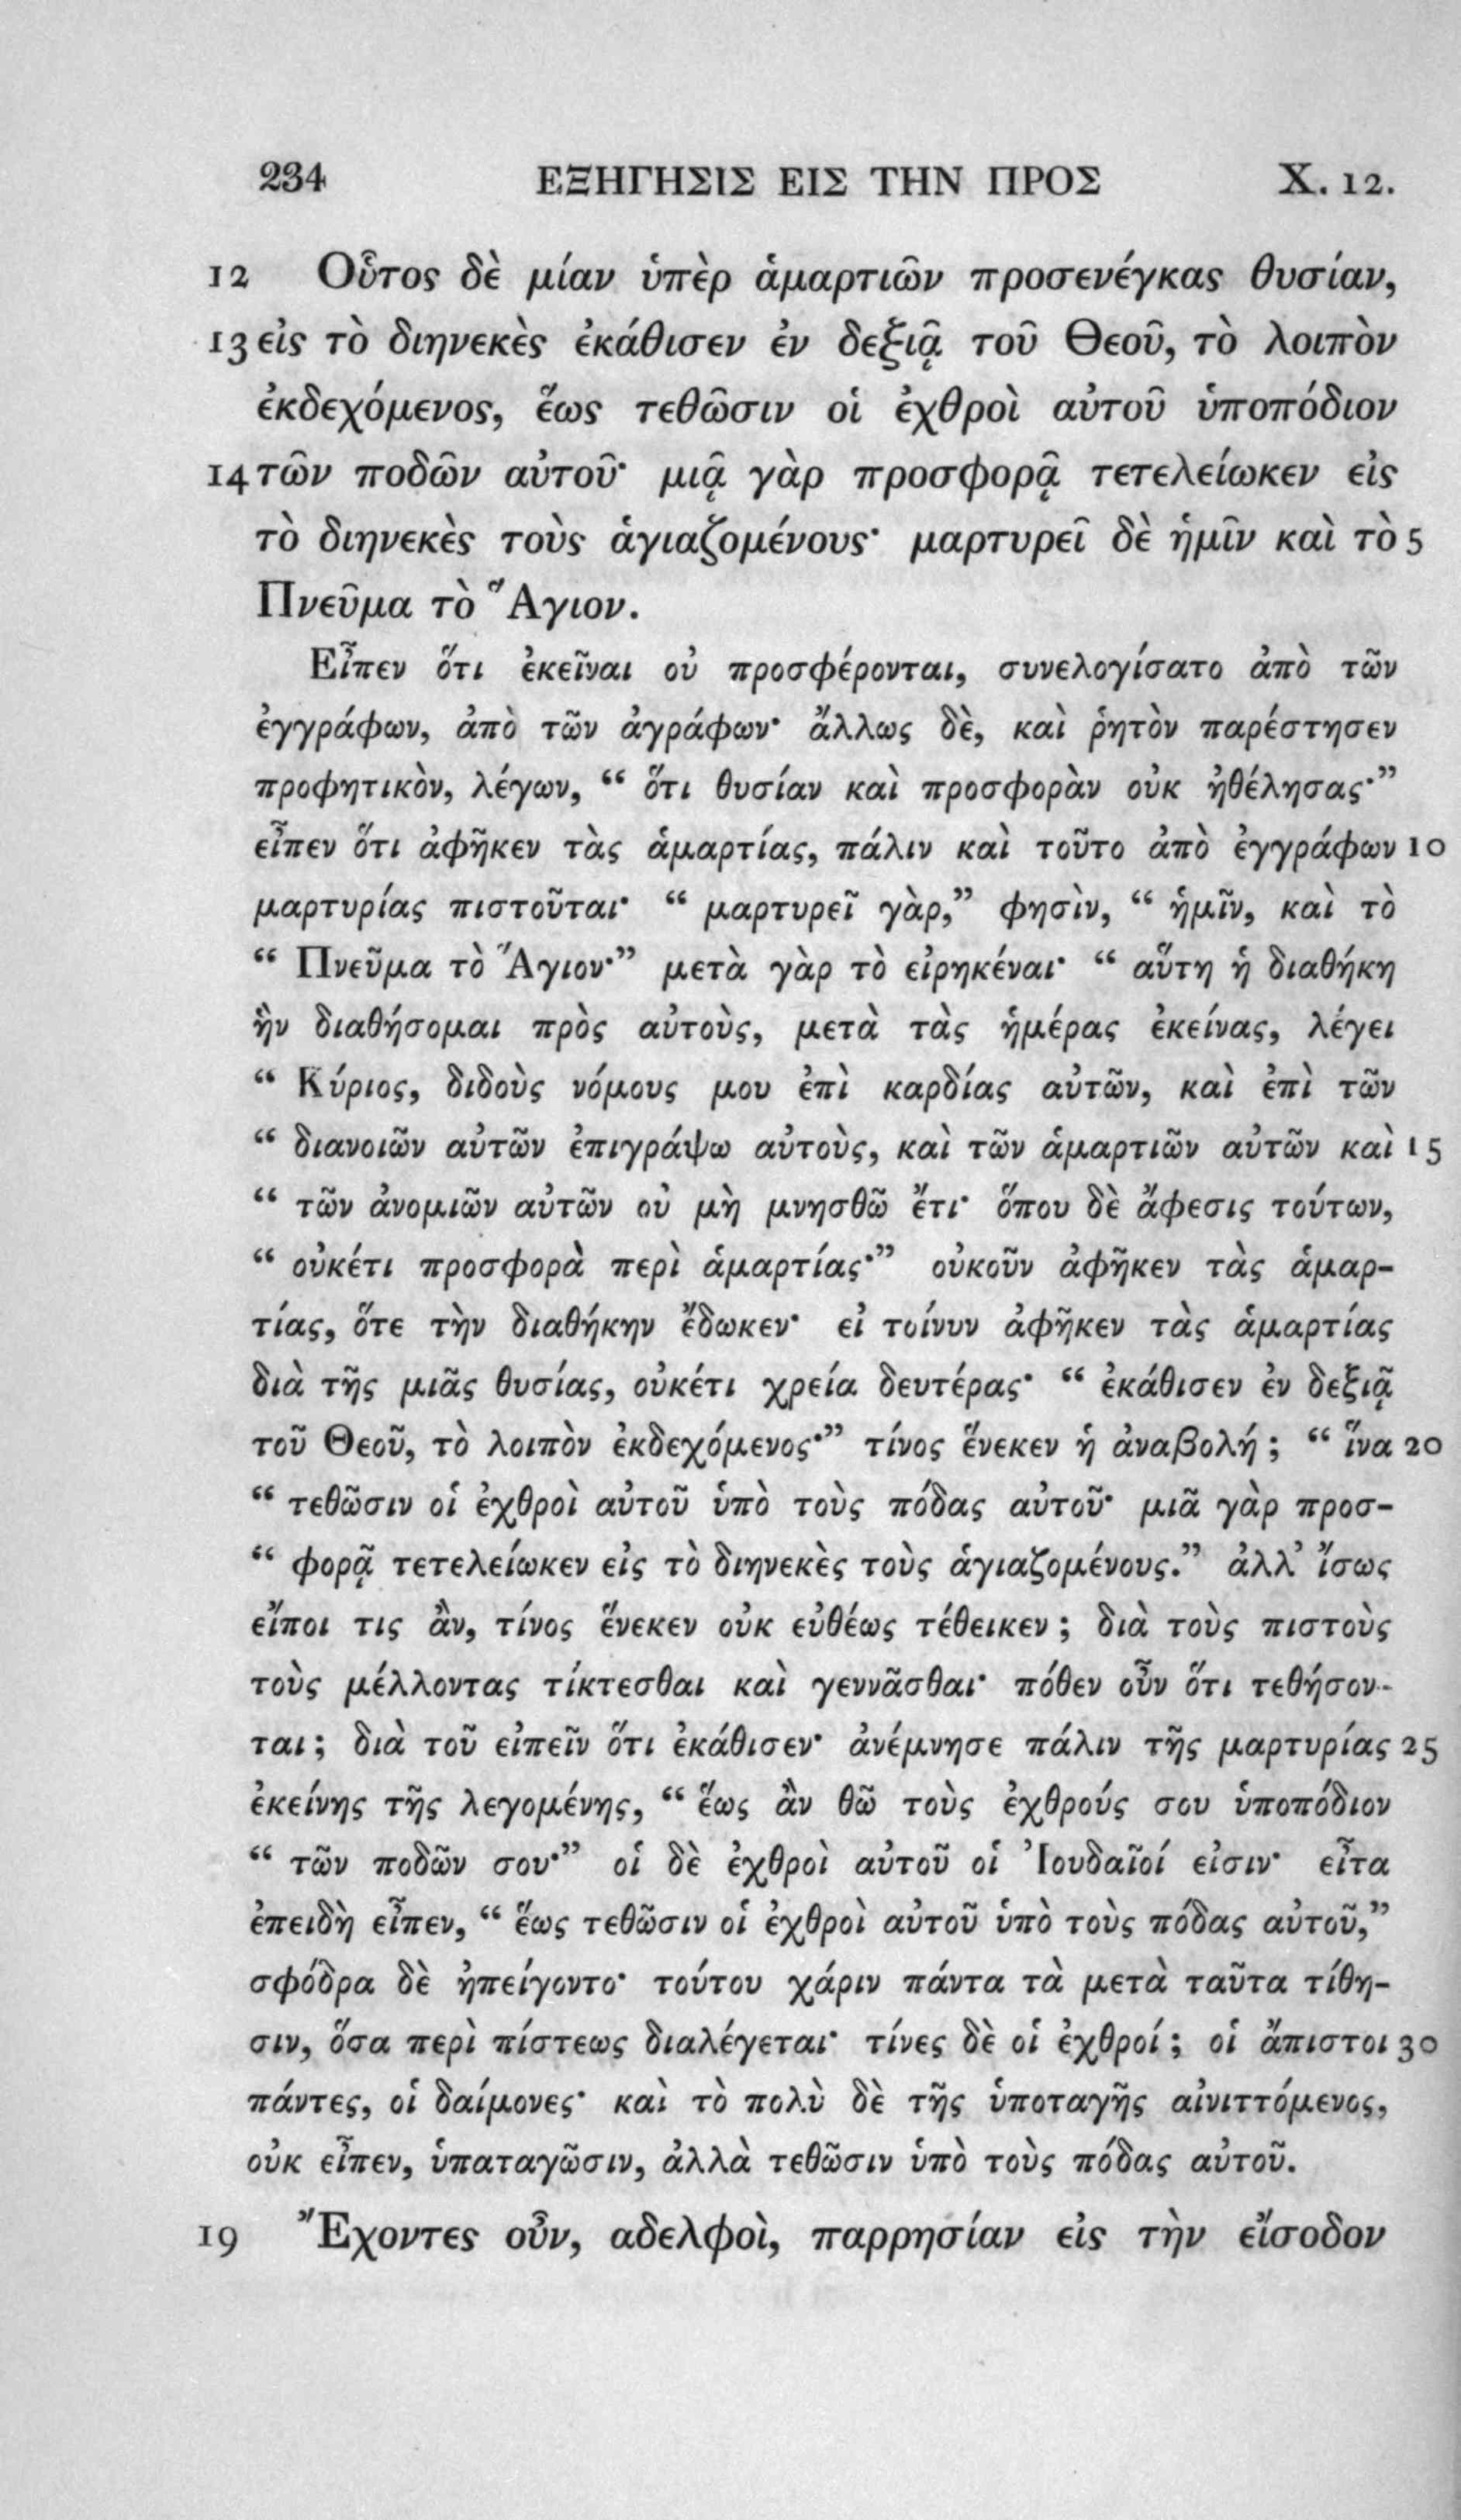 234 ΕΞΗΓΗΣΙΣ ΕΙΣ ΤΗΝ ΠΡΟΣ X. 12.
12 Οὗτος δὲ μίαν ὑπὲρ ἁμαρτιῶν προσενέγκας θυσίαν,
13 εἰς τὸ διηνεκὲς ἐκάθισεν ἐν δεξιᾷ τοῦ Θεοῦ, τὸ λοιπὸν
ἐκδεχόμενος, ἕως τεθῶσιν οἱ ἐχθροὶ αὐτοῦ ὑποπόδιον
14 τῶν ποδῶν αὐτοῦ· μιᾷ γὰρ προσφορᾷ τετελείωκεν εἰς
τὸ διηνεκὲς τοὺς ἁγιαζομένους· μαρτυρεῖ δὲ ἡμῖν καὶ τὸ 5
Πνεῦμα τὸ Ἅγιον.
Εἶπεν ὅτι ἐκεῖναι οὐ προσφέρονται, συνελογίσατο ἀπὸ τῶν
ἐγγράφων, ἀπὸ τῶν ἀγράφων· ἄλλως δὲ, καὶ ῥητὸν παρέστησεν
προφητικὸν, λέγων, “ ὅτι θυσίαν καὶ προσφορὰν οὐκ ἠθέλησας·”
εἶπεν ὅτι ἀφῆκεν τὰς ἁμαρτίας, πάλιν καὶ τοῦτο ἀπὸ ἐγγράφων 10
μαρτυρίας πιστοῦται· “ μαρτυρεῖ γὰρ,” φησὶν, “ ἡμῖν, καὶ τὸ
“ Πνεῦμα τὸ Ἅγιον·” μετὰ γὰρ τὸ εἰρηκέναι· “ αὕτη ἡ διαθήκη
ἣν διαθήσομαι πρὸς αὐτοὺς, μετὰ τὰς ἡμέρας ἐκείνας, λέγει
“ Κύριος, διδοὺς νόμους μου ἐπὶ καρδίας αὐτῶν, καὶ ἐπὶ τῶν
“ διανοιῶν αὐτῶν ἐπιγράψω αὐτοὺς, καὶ τῶν ἁμαρτιῶν αὐτῶν καὶ 15
“ τῶν ἀνομιῶν αὐτῶν οὐ μὴ μνησθῶ ἔτι· ὅπου δὲ ἄφεσις τούτων,
“ οὐκέτι προσφορὰ περὶ ἁμαρτίας·” οὐκοῦν ἀφῆκεν τὰς ἁμαρ-
τίας, ὅτε τὴν διαθήκην ἔδωκεν· εἰ τοίνυν ἀφῆκεν τὰς ἁμαρτίας
διὰ τῆς μιᾶς θυσίας, οὐκέτι χρεία δευτέρας· “ ἐκάθισεν ἐν δεξιᾷ
τοῦ Θεοῦ, τὸ λοιπὸν ἐκδεχόμενος·” τίνος ἕνεκεν ἡ ἀναβολή ; “ ἵνα 20
“ τεθῶσιν οἱ ἐχθροὶ αὐτοῦ ὑπὸ τοὺς πόδας αὐτοῦ· μιᾶ γὰρ προσ-
“ φορᾷ τετελείωκεν εἰς τὸ διηνεκὲς τοὺς ἁγιαζομένους.” ἀλλ’ ἴσως
εἴποι τις ἂν, τίνος ἕνεκεν οὐκ εὐθέως τέθεικεν ; διὰ τοὺς πιστοὺς
τοὺς μέλλοντας τίκτεσθαι καὶ γεννᾶσθαι· πόθεν οὖν ὅτι τεθήσον-
ται ; διὰ τοῦ εἰπεῖν ὅτι ἐκάθισεν· ἀνέμνησε πάλιν τῆς μαρτυρίας 25
ἐκείνης τῆς λεγομένης, “ ἕως ἂν θῶ τοὺς ἐχθρούς σου ὑποπόδιον
“ τῶν ποδῶν σου·” οἱ δὲ ἐχθροὶ αὐτοῦ οἱ Ἰουδαῖοί εἰσιν· εἶτα
ἐπειδὴ εἶπεν, “ ἕως τεθῶσιν οἱ ἐχθροὶ αὐτοῦ ὑπὸ τοὺς πόδας αὐτοῦ,”
σφόδρα δὲ ἠπείγοντο· τούτου χάριν πάντα τὰ μετὰ ταῦτα τίθη-
σιν, ὅσα περὶ πίστεως διαλέγεται· τίνες δὲ οἱ ἐχθροί ; οἱ ἄπιστοι 30
πάντες, οἱ δαίμονες· καὶ τὸ πολὺ δὲ τῆς ὑποταγῆς αἰνιττόμενος,
οὐκ εἶπεν, ὑπαταγῶσιν, ἀλλὰ τεθῶσιν ὑπὸ τοὺς πόδας αὐτοῦ.
19 Ἔχοντες οὖν, αδελφοὶ, παρρησίαν εἰς τὴν εἴσοδον